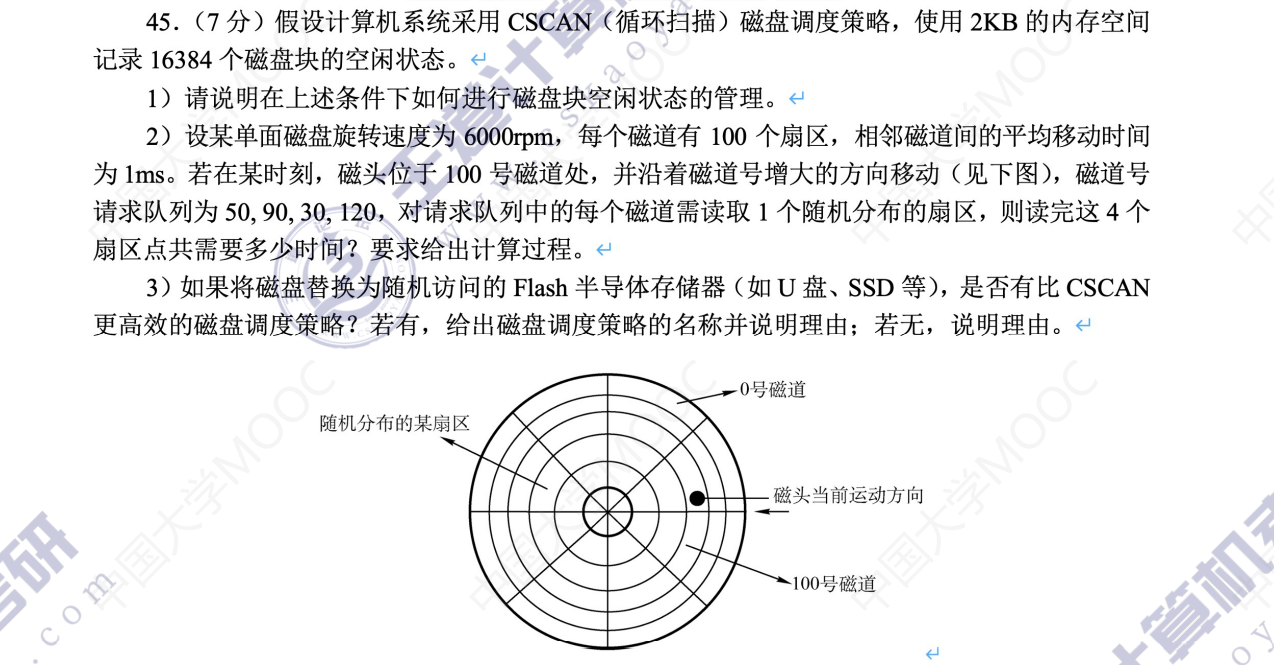 45．（7 分）假设计算机系统采用 CSCAN（循环扫描）磁盘调度策略，使用 2KB 的内存空间
记录 16384 个磁盘块的空闲状态。
1）请说明在上述条件下如何进行磁盘块空闲状态的管理。
2）设某单面磁盘旋转速度为 6000rpm，每个磁道有 100 个扇区，相邻磁道间的平均移动时间
为 1ms。若在某时刻，磁头位于 100 号磁道处，并沿着磁道号增大的方向移动（见下图），磁道号
请求队列为 50, 90, 30, 120，对请求队列中的每个磁道需读取 1 个随机分布的扇区，则读完这 4 个
扇区点共需要多少时间？要求给出计算过程。
3）如果将磁盘替换为随机访问的 Flash 半导体存储器（如 U 盘、SSD 等），是否有比 CSCAN
更高效的磁盘调度策略？若有，给出磁盘调度策略的名称并说明理由；若无，说明理由。
0号磁道
随机分布的某扇区
磁头当前运动方向
100号磁道
中国大学MOOC
中国大学MOOC
中国大学MOOC